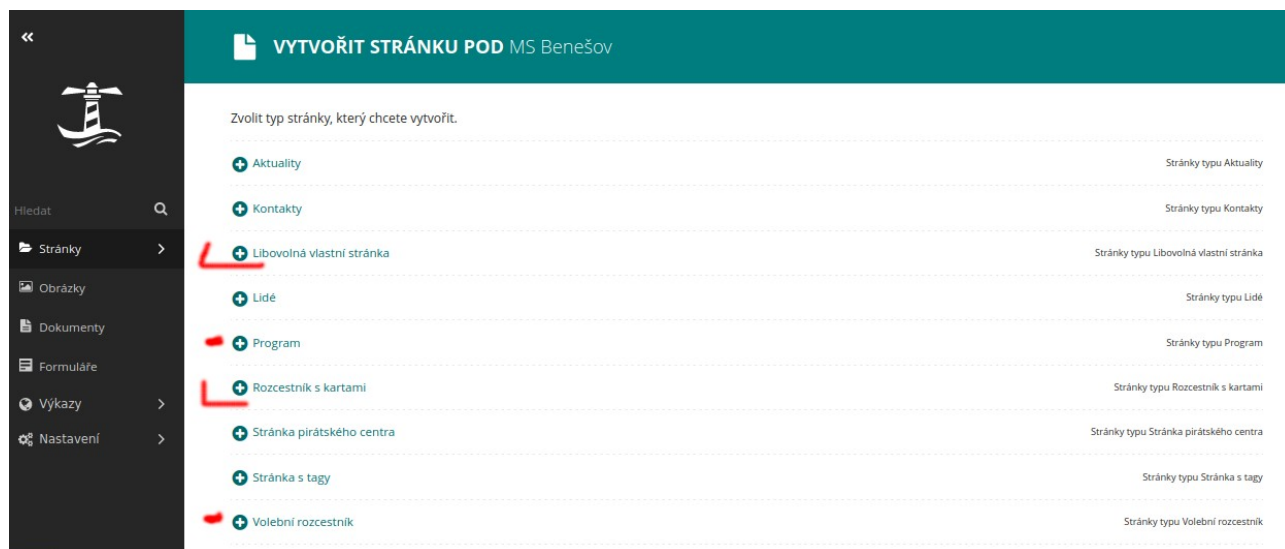 «
VYTVOŘIT STRÁNKU POD MS Benešov
Zvolit typ stránky, který chcete vytvořit.
Aktuality Stránky typu Aktuality
Hledat
Kontakty Stránky typu Kontakty
Stránky
Libovolná vlastní stránka Stránky typu Libovolná vlastní stránka
Obrázky
Lidé Stránky typu Lidé
Dokumenty
Program Stránky typu Program
Formuláře
Rozcestník s kartami Stránky typu Rozcestník s kartami
Výkazy
Stránka pirátského centra Stránky typu Stránka pirátského centra
Nastavení
Stránka s tagy Stránky typu Stránka s tagy
Volební rozcestník Stránky typu Volební rozcestník